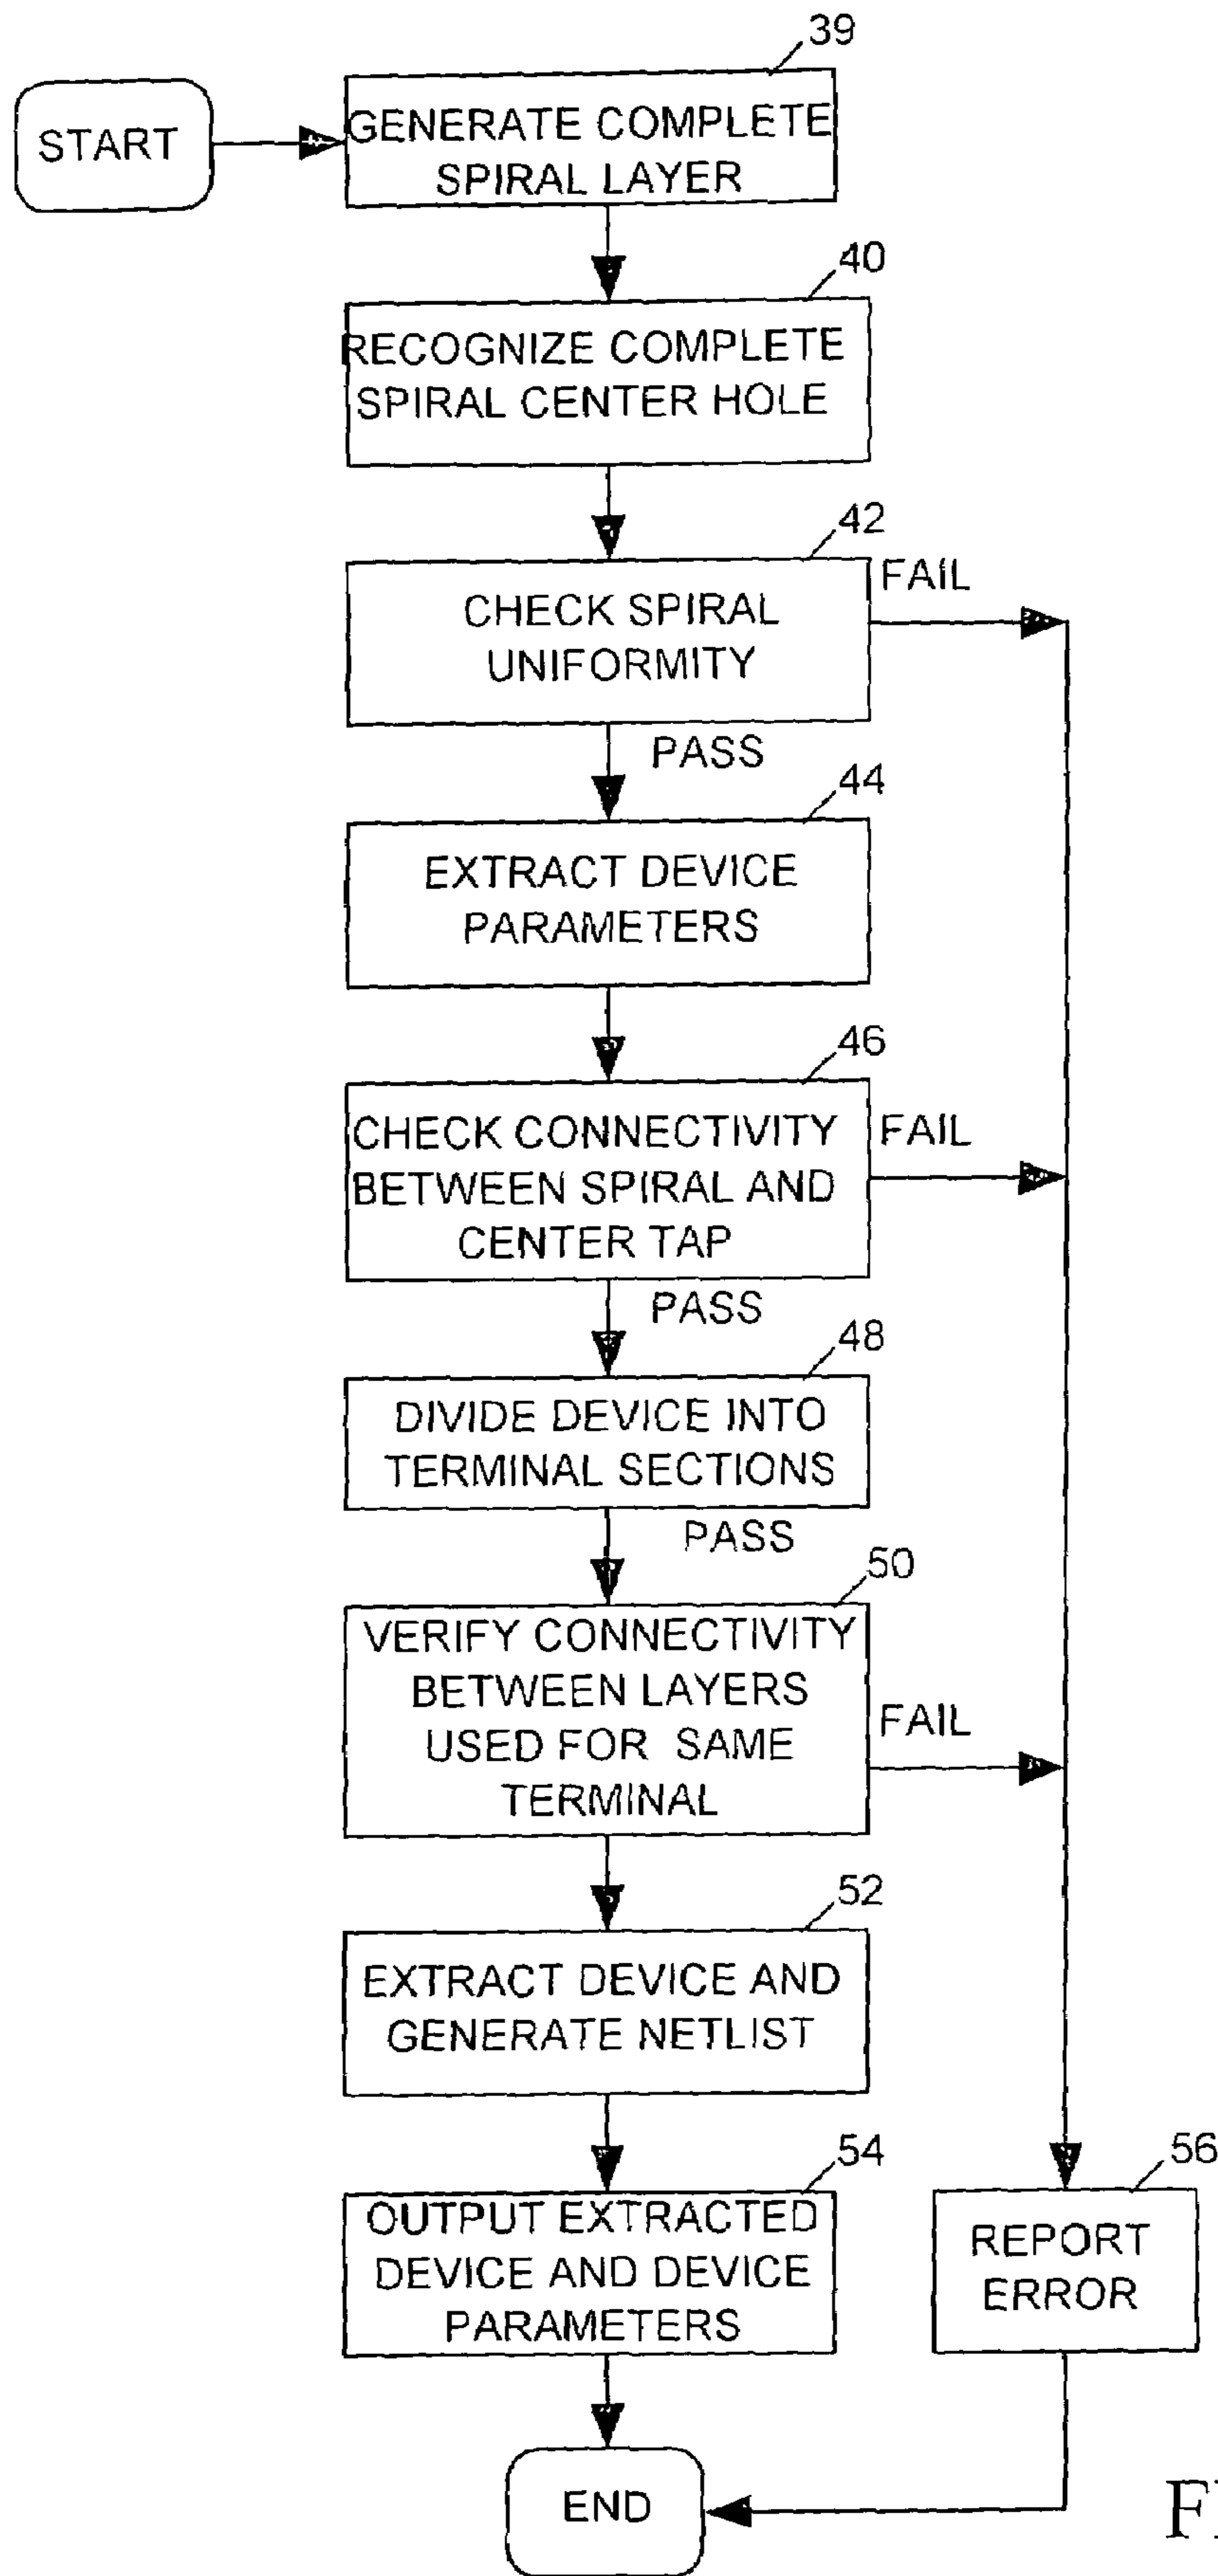 39
START
GENERATE COMPLETE
SPIRAL LAYER
40
RECOGNIZE COMPLETE
SPIRAL CENTER HOLE
42
CHECK SPIRAL
UNIFORMITY
FAIL
PASS
44
EXTRACT DEVICE
PARAMETERS
46
CHECK CONNECTIVITY
BETWEEN SPIRAL AND
CENTER TAP
FAIL
PASS
48
DIVIDE DEVICE INTO
TERMINAL SECTIONS
PASS
50
VERIFY CONNECTIVITY
BETWEEN LAYERS
USED FOR SAME
TERMINAL
FAIL
52
EXTRACT DEVICE AND
GENERATE NETLIST
54
OUTPUT EXTRACTED
DEVICE AND DEVICE
PARAMETERS
56
REPORT
ERROR
END